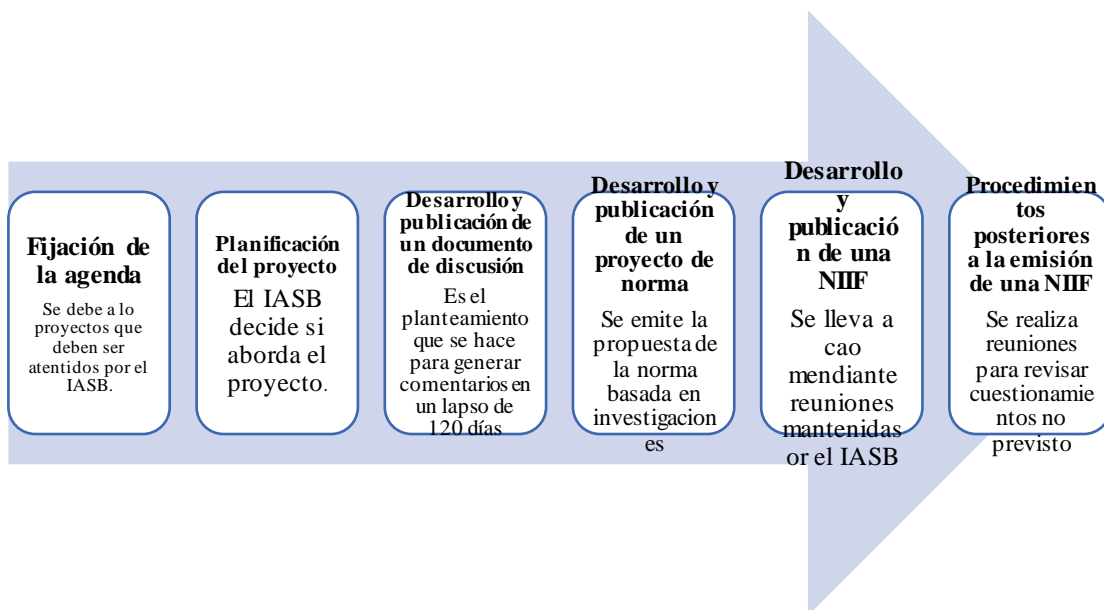 Fijación de
la agenda
Se debe a lo
proyectos que
deben ser
atentidos por el
IASB.
Planificación
del proyecto
El IASB
decide si
aborda el
proyecto.
Desarrollo y
publicación de
un documento
de discusión
Es el
planteamiento
que se hace
para generar
comentarios en
un lapso de
120 días
Desarrollo y
publicación
de un
proyecto de
norma
Se emite la
propuesta de
la norma
basada en
investigacion
es
Desarrollo
y
publicació
n de una
NIIF
Se lleva a
cao
mendiante
reuniones
mantenidas
or el IASB
Procedimien
tos
posteriores
a la emisión
de una NIIF
Se realiza
reuniones
para revisar
cuestionamie
ntos no
previsto